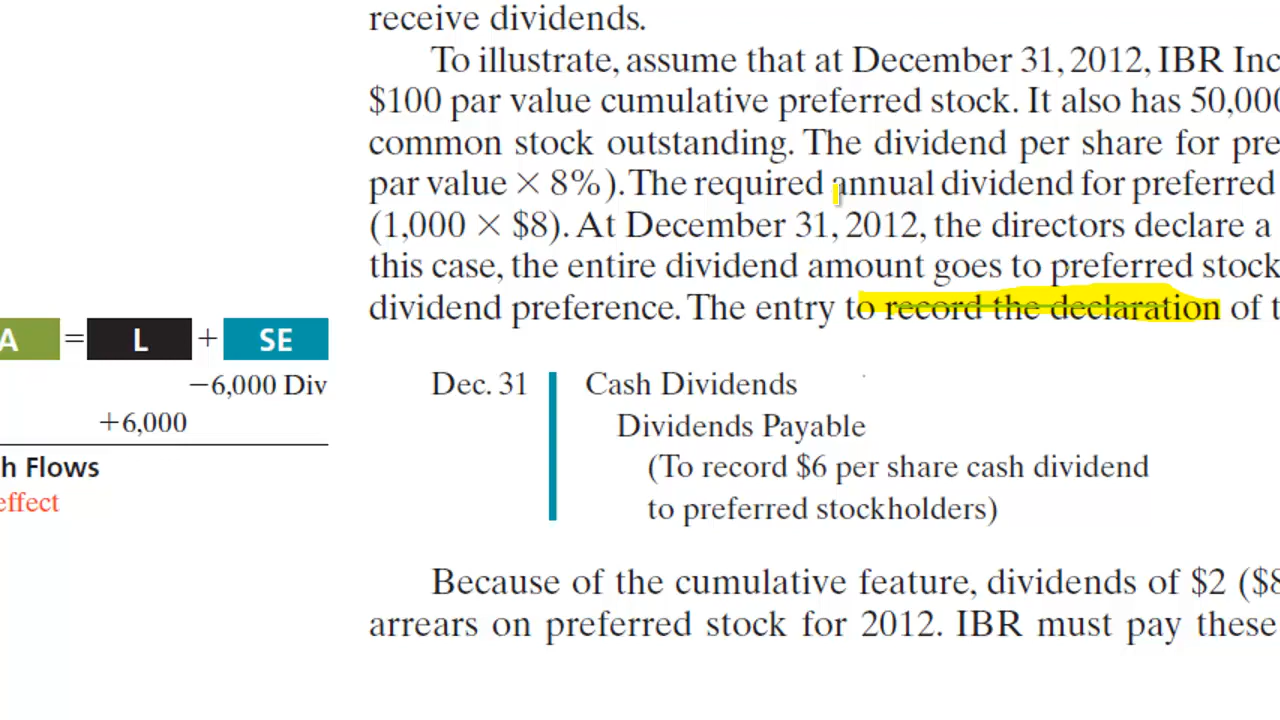 receive dividends.
To illustrate, assume that at December 31, 2012, IBR Inc
$100 par value cumulative preferred stock. It also has 50,000
common stock outstanding. The dividend per share for pre
par value × 8%). The required annual dividend for preferred
(1,000 × $8). At December 31, 2012, the directors declare a
this case, the entire dividend amount goes to preferred stock
dividend preference. The entry to record the declaration of t
A = L + SE
−6,000 Div
+6,000
h Flows
effect
Dec. 31 Cash Dividends
Dividends Payable
(To record $6 per share cash dividend
to preferred stockholders)
Because of the cumulative feature, dividends of $2 ($8
arrears on preferred stock for 2012. IBR must pay these